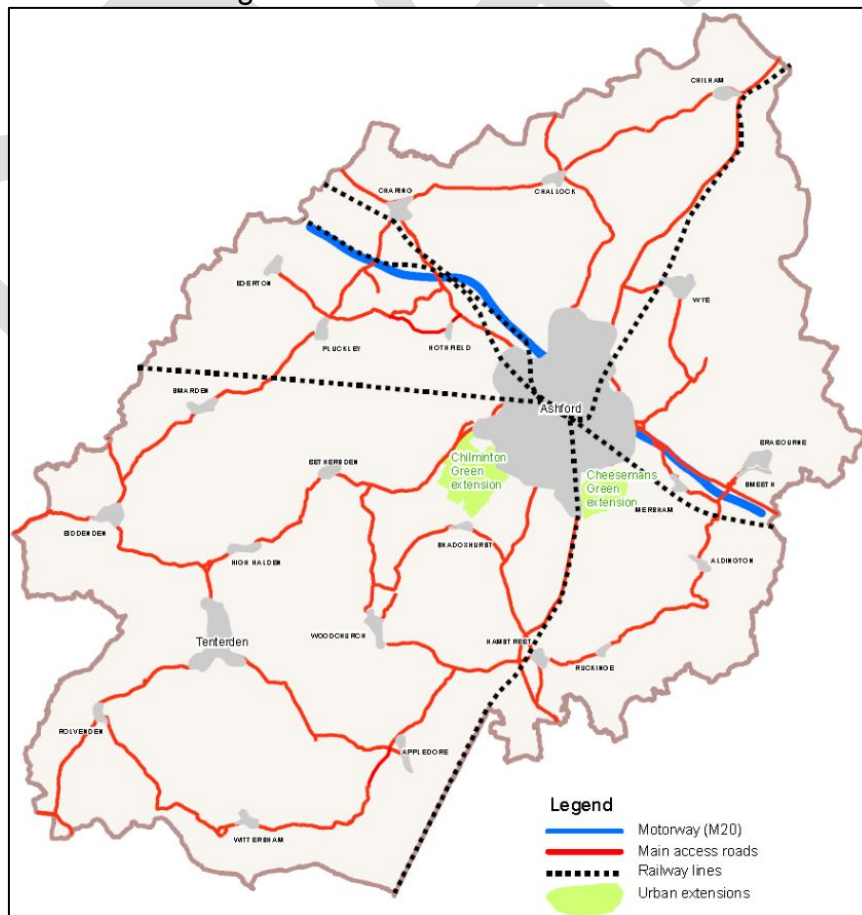 CHILHAM
CHARING
CHALLOCK
EGERTON
WYE
PLUCKLEY
HOTHFIELD
SMARDEN
Ashford
BRABOURNE
BETHERSDEN
Chilminton
Green
extension
Cheesemans
Green
extension
SMEETH
MERSHAM
BIDDENDEN
SHADOXHURST
HIGH HALDEN
ALDINGTON
Tenterden
WOODCHURCH
HAMSTREET
RUCKINGE
ROLVENDEN
APPLEDORE
WITTERSHAM
Legend
Motorway (M20)
Main access roads
Railway lines
Urban extensions